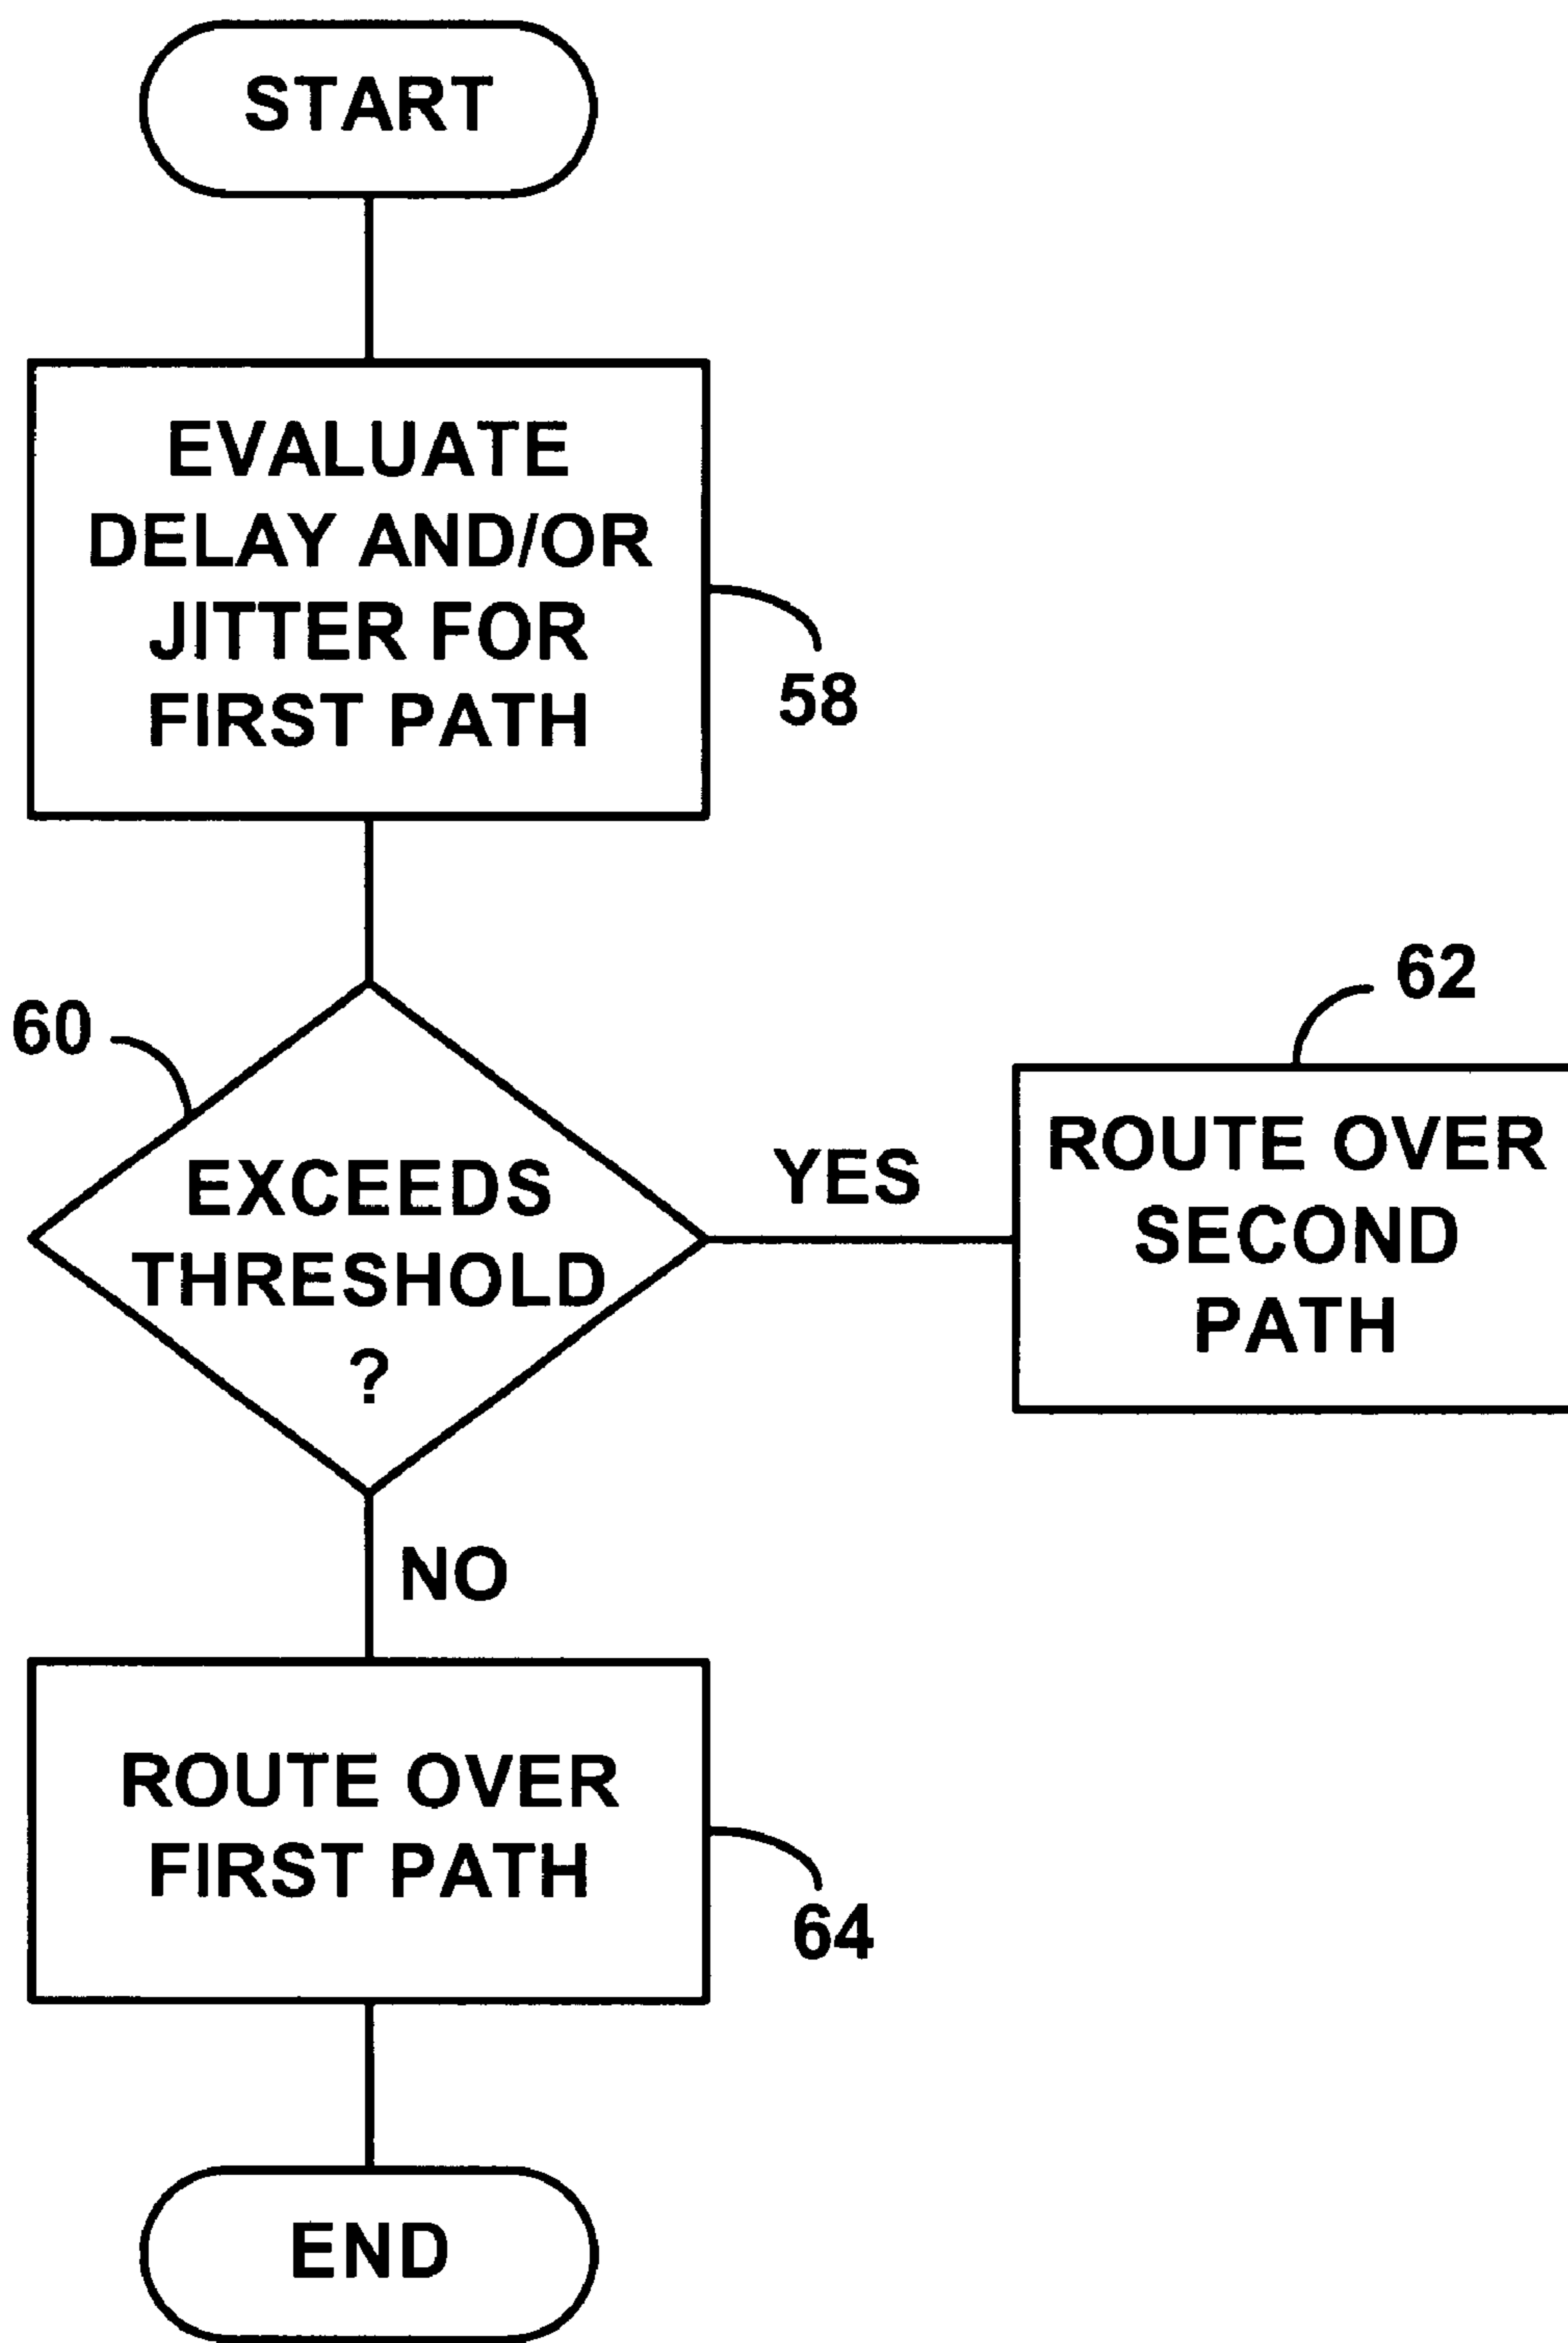 START
EVALUATE
DELAY AND/OR
JITTER FOR
FIRST PATH
58
60
EXCEEDS
THRESHOLD
?
YES
62
ROUTE OVER
SECOND
PATH
NO
ROUTE OVER
FIRST PATH
64
END